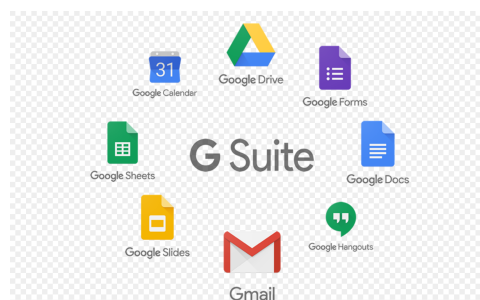 Google Drive
31
Google Calendar
Google Forms
Google Sheets
G Suite
Google Docs
Google Slides
Google Hangouts
Gmail